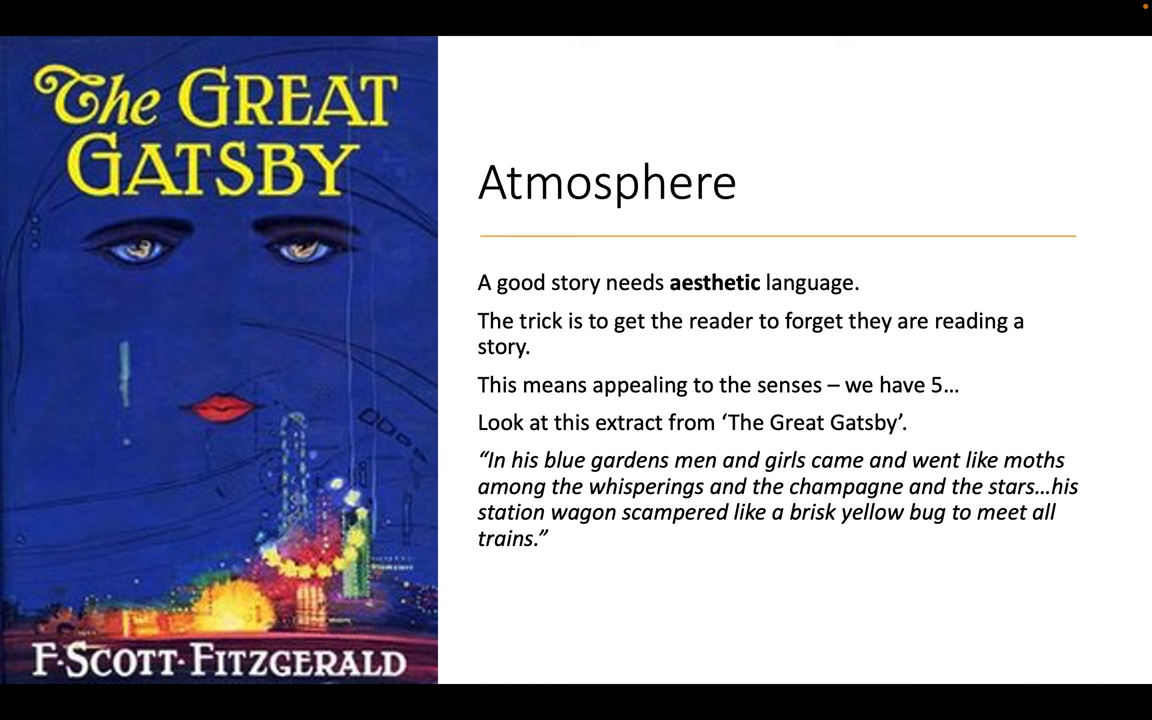 The GREAT
GATSBY
F·SCOTT·FITZGERALD
Atmosphere
A good story needs aesthetic language.
The trick is to get the reader to forget they are reading a
story.
This means appealing to the senses – we have 5…
Look at this extract from ‘The Great Gatsby’.
“In his blue gardens men and girls came and went like moths
among the whisperings and the champagne and the stars…his
station wagon scampered like a brisk yellow bug to meet all
trains.”